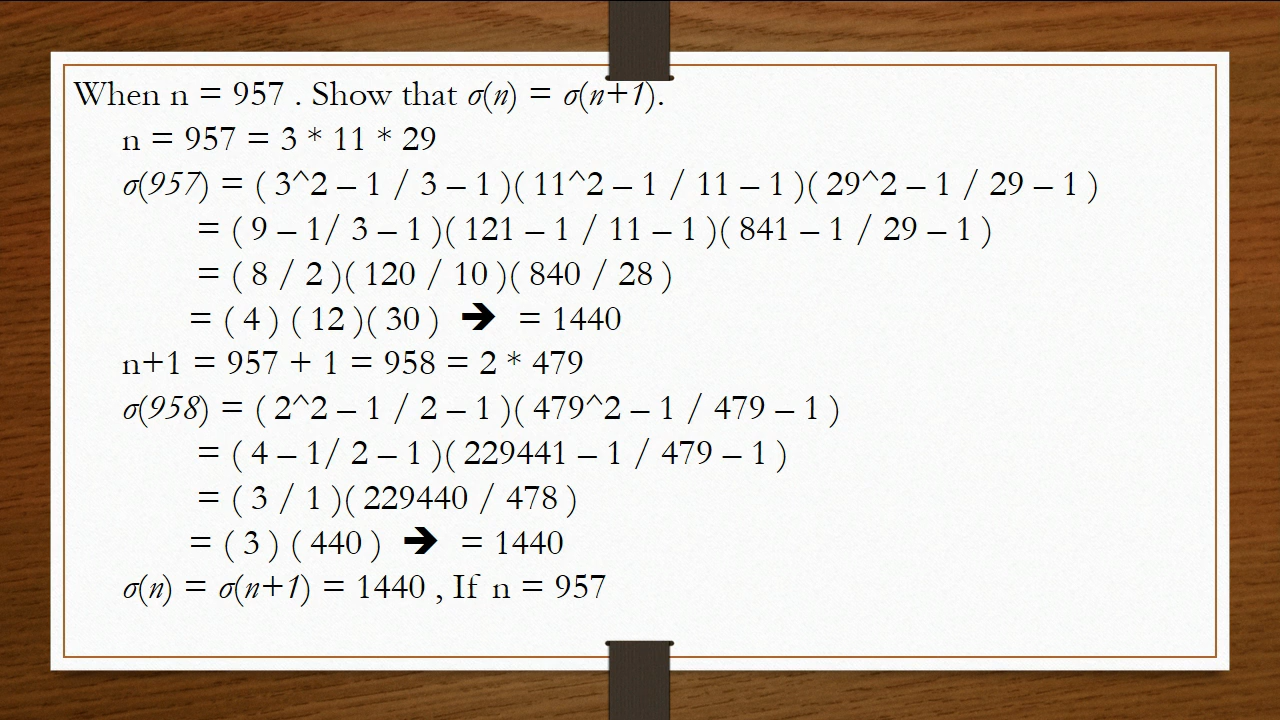 When n = 957 . Show that σ(n) = σ(n+1).
n = 957 = 3 * 11 * 29
σ(957) = ( 3^2 – 1 / 3 – 1 )( 11^2 – 1 / 11 – 1 )( 29^2 – 1 / 29 – 1 )
= ( 9 – 1/ 3 – 1 )( 121 – 1 / 11 – 1 )( 841 – 1 / 29 – 1 )
= ( 8 / 2 )( 120 / 10 )( 840 / 28 )
= ( 4 ) ( 12 )( 30 ) 🡺 = 1440
n+1 = 957 + 1 = 958 = 2 * 479
σ(958) = ( 2^2 – 1 / 2 – 1 )( 479^2 – 1 / 479 – 1 )
= ( 4 – 1/ 2 – 1 )( 229441 – 1 / 479 – 1 )
= ( 3 / 1 )( 229440 / 478 )
= ( 3 ) ( 440 ) 🡺 = 1440
σ(n) = σ(n+1) = 1440 , If n = 957